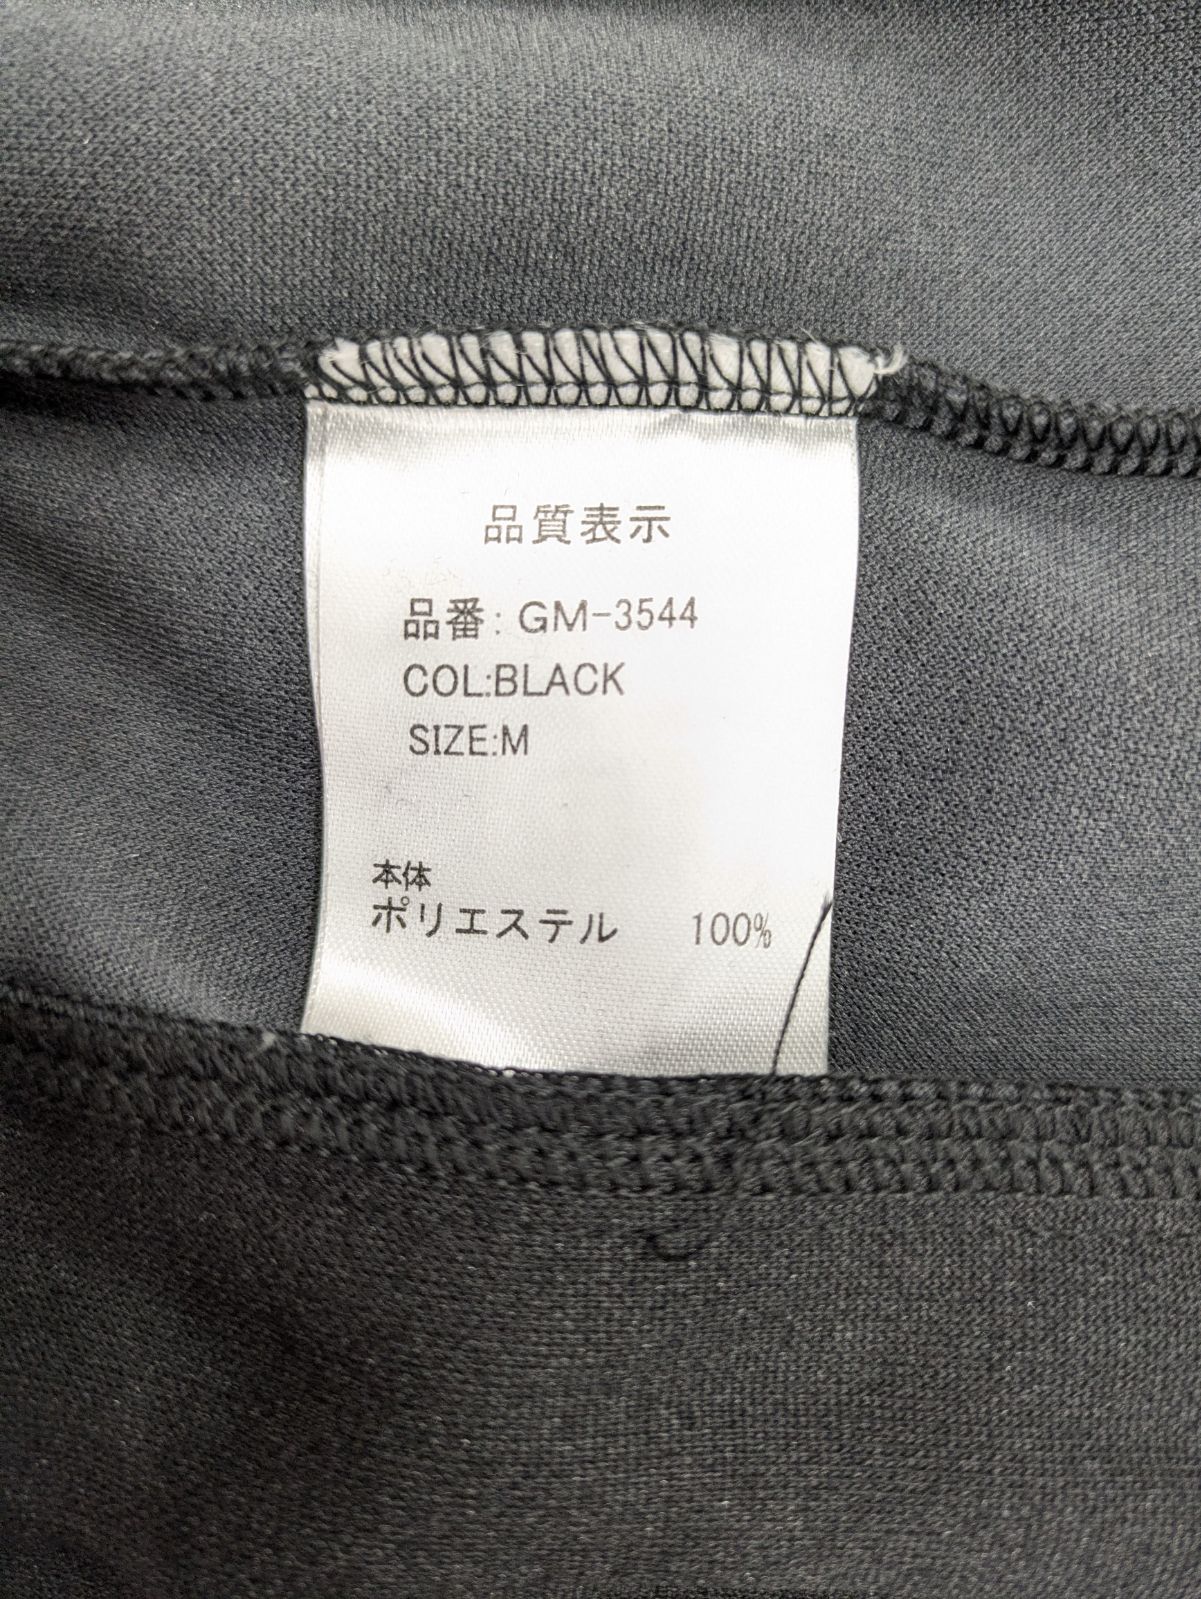 品質表示
品番: GM-3544
COL:BLACK
SIZE:M
本体
ポリエステル 100%